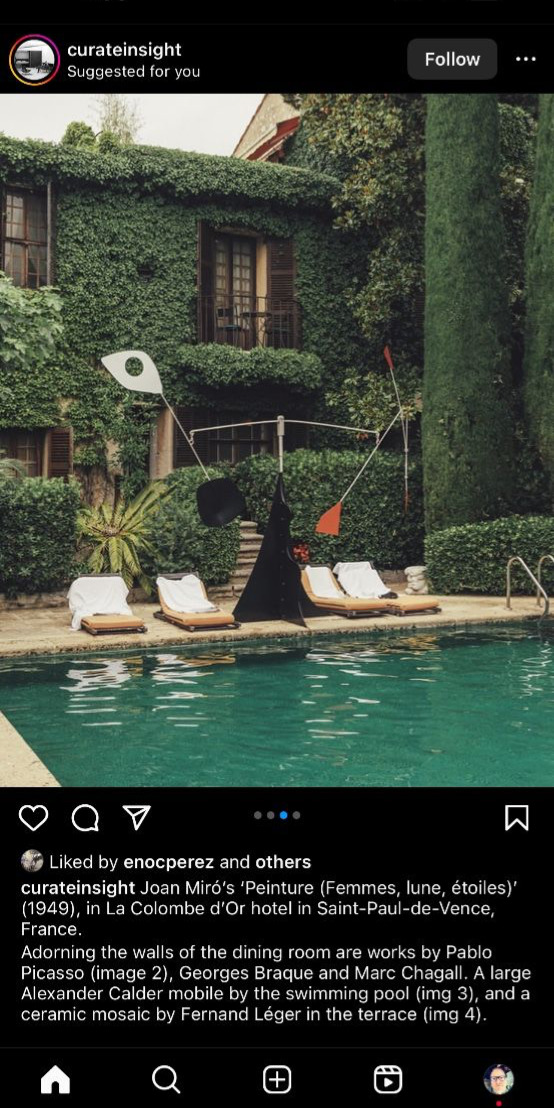 curateinsight
Suggested for you
Follow
Liked by enocperez and others
curateinsight Joan Miró's 'Peinture (Femmes, lune, étoiles)'
(1949), in La Colombe d'Or hotel in Saint-Paul-de-Vence,
France.
Adorning the walls of the dining room are works by Pablo
Picasso (image 2), Georges Braque and Marc Chagall. A large
Alexander Calder mobile by the swimming pool (img 3), and a
ceramic mosaic by Fernand Léger in the terrace (img 4).